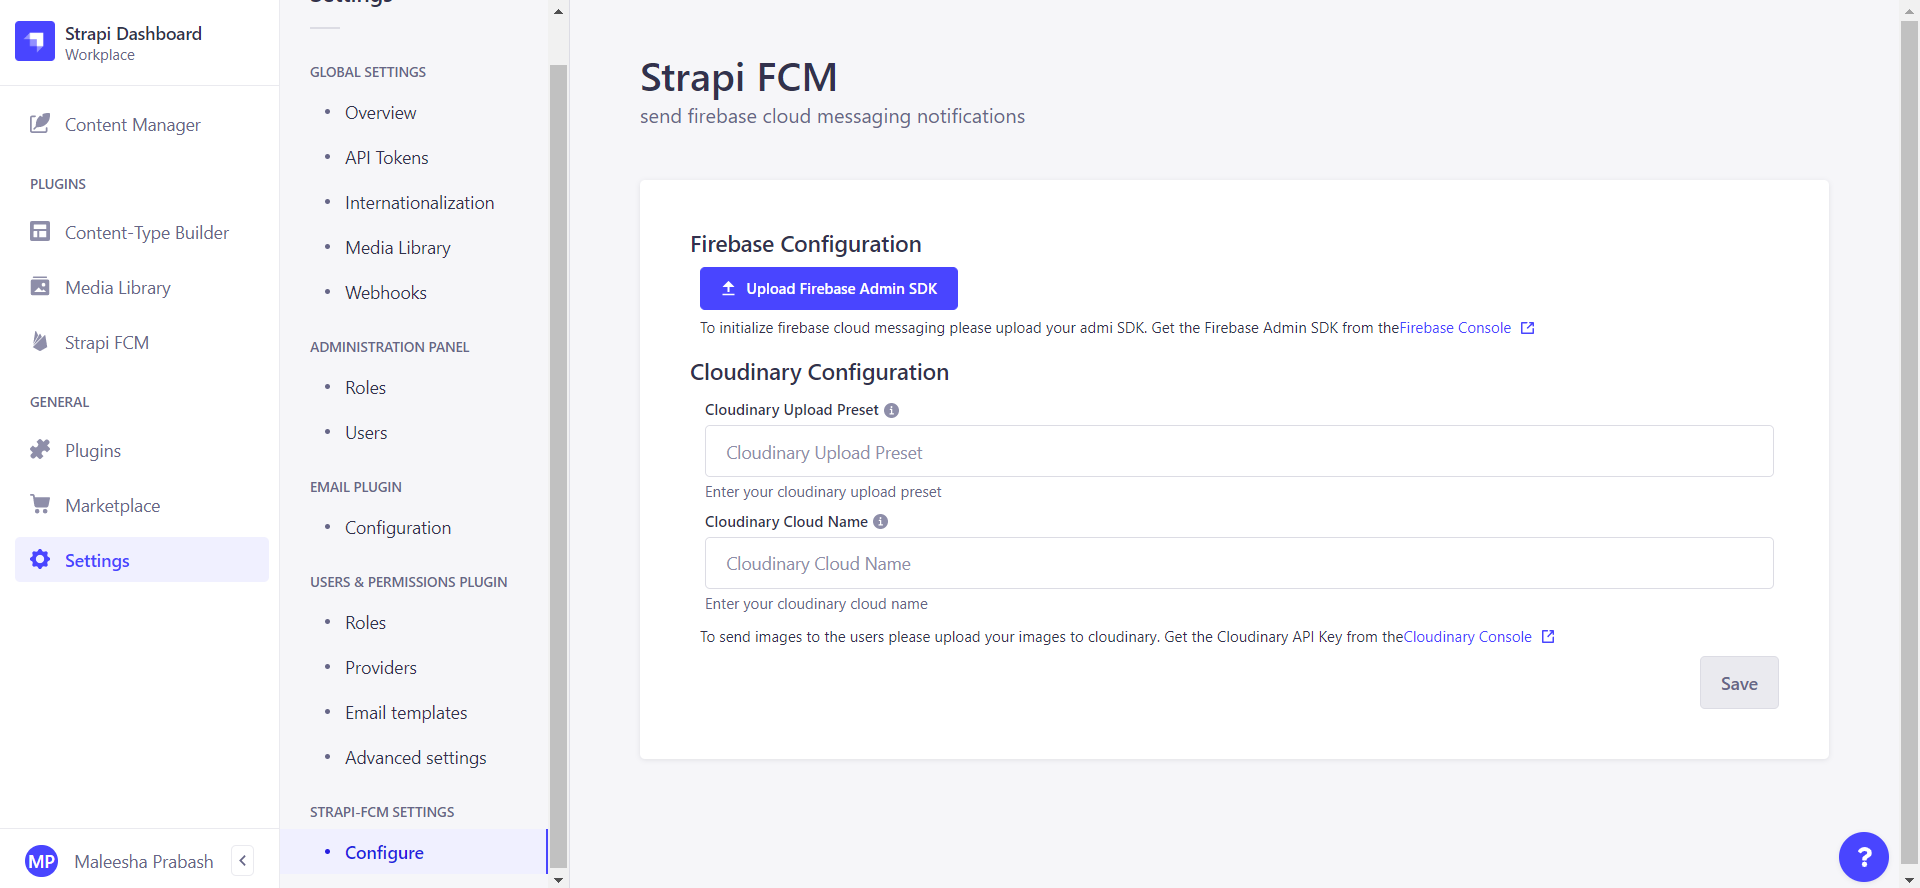 Strapi Dashboard
Workplace
Content Manager
PLUGINS
Content-Type Builder
Media Library
Strapi FCM
GENERAL
Plugins
Marketplace
Settings
MP
Maleesha Prabash
Settings
GLOBAL SETTINGS
Overview
API Tokens
Internationalization
Media Library
Webhooks
ADMINISTRATION PANEL
Roles
Users
EMAIL PLUGIN
Configuration
USERS & PERMISSIONS PLUGIN
Roles
Providers
Email templates
Advanced settings
STRAPI-FCM SETTINGS
Configure
Strapi FCM
send firebase cloud messaging notifications
Firebase Configuration
Upload Firebase Admin SDK
To initialize firebase cloud messaging please upload your admi SDK. Get the Firebase Admin SDK from theFirebase Console
Cloudinary Configuration
Cloudinary Upload Preset
Cloudinary Upload Preset
Enter your cloudinary upload preset
Cloudinary Cloud Name
Cloudinary Cloud Name
Enter your cloudinary cloud name
To send images to the users please upload your images to cloudinary. Get the Cloudinary API Key from theCloudinary Console
Save
?